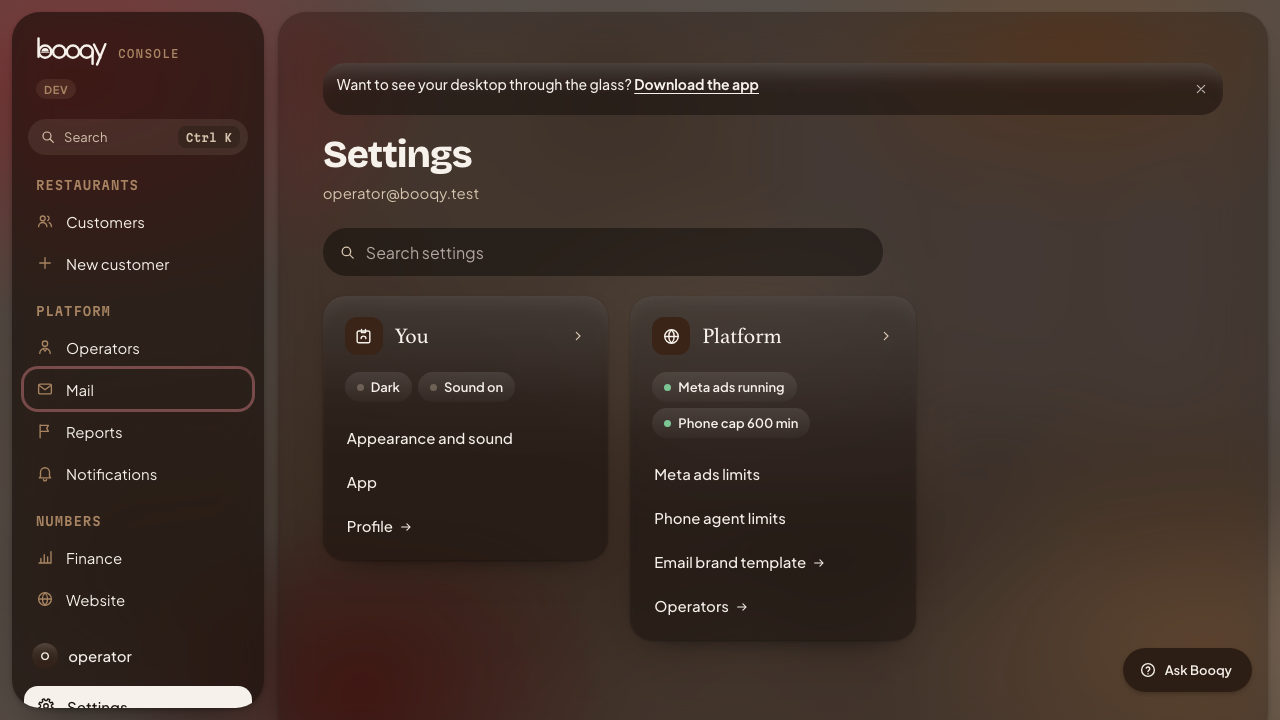 booqy CONSOLE
DEV
Search Ctrl K
RESTAURANTS
Customers
New customer
PLATFORM
Operators
Mail
Reports
Notifications
NUMBERS
Finance
Website
operator
Settings
Want to see your desktop through the glass? Download the app
Settings
operator@booqy.test
Search settings
You
Dark
Sound on
Appearance and sound
App
Profile →
Platform
Meta ads running
Phone cap 600 min
Meta ads limits
Phone agent limits
Email brand template →
Operators →
Ask Booqy